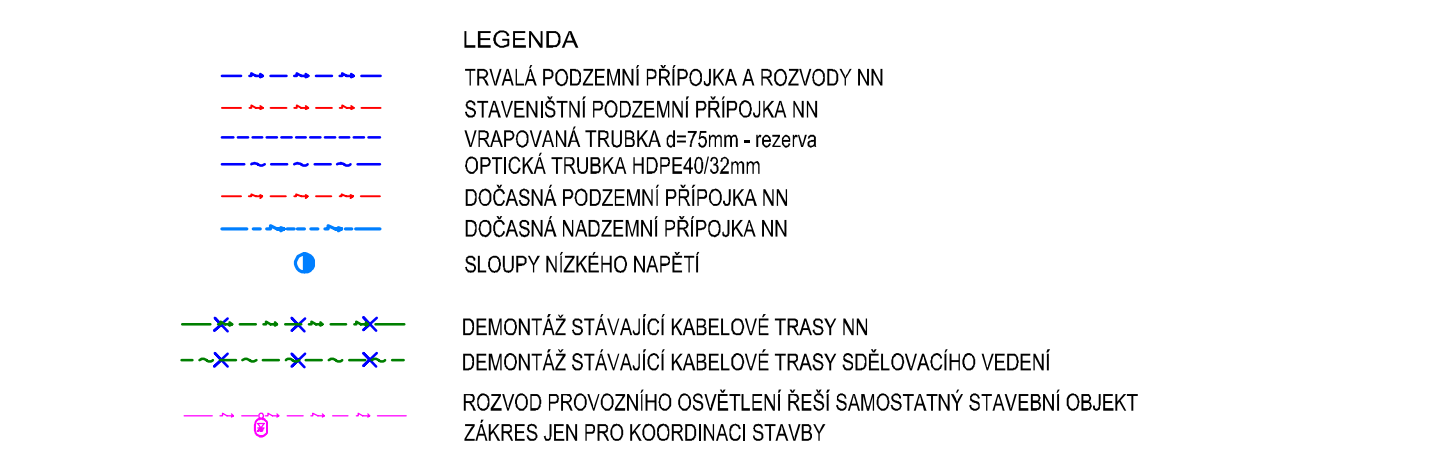 LEGENDA
TRVALÁ PODZEMNÍ PŘÍPOJKA A ROZVODY NN
STAVENIŠTNÍ PODZEMNÍ PŘÍPOJKA NN
VRAPOVANÁ TRUBKA d=75mm - rezerva
OPTICKÁ TRUBKA HDPE40/32mm
DOČASNÁ PODZEMNÍ PŘÍPOJKA NN
DOČASNÁ NADZEMNÍ PŘÍPOJKA NN
SLOUPY NÍZKÉHO NAPĚTÍ
DEMONTÁŽ STÁVAJÍCÍ KABELOVÉ TRASY NN
DEMONTÁŽ STÁVAJÍCÍ KABELOVÉ TRASY SDĚLOVACÍHO VEDENÍ
ROZVOD PROVOZNÍHO OSVĚTLENÍ ŘEŠÍ SAMOSTATNÝ STAVEBNÍ OBJEKT
ZÁKRES JEN PRO KOORDINACI STAVBY